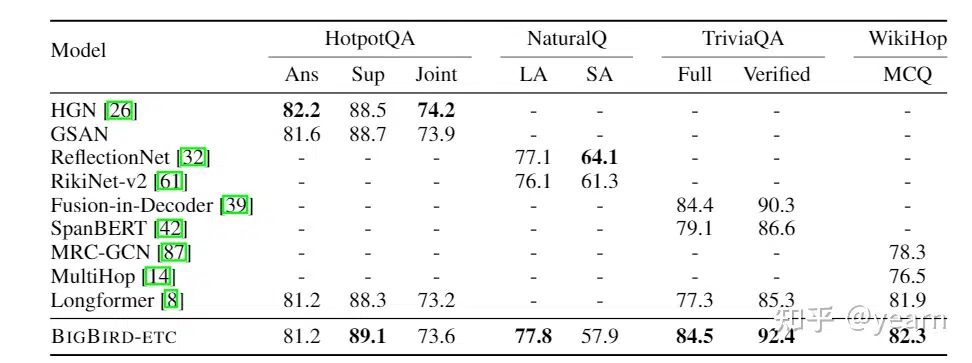 Model HotpotQA NaturalQ TriviaQA WikiHop
Ans Sup Joint LA SA Full Verified MCQ
HGN [26] 82.2 88.5 74.2 - - - - -
GSAN 81.6 88.7 73.9 - - - - -
ReflectionNet [32] - - - 77.1 64.1 - - -
RikiNet-v2 [61] - - - 76.1 61.3 - - -
Fusion-in-Decoder [39] - - - - - 84.4 90.3 -
SpanBERT [42] - - - - - 79.1 86.6 -
MRC-GCN [87] - - - - - - - 78.3
MultiHop [14] - - - - - - - 76.5
Longformer [8] 81.2 88.3 73.2 - - 77.3 85.3 81.9
BIGBIRD-ETC 81.2 89.1 73.6 77.8 57.9 84.5 92.4 82.3
知乎 @yearn